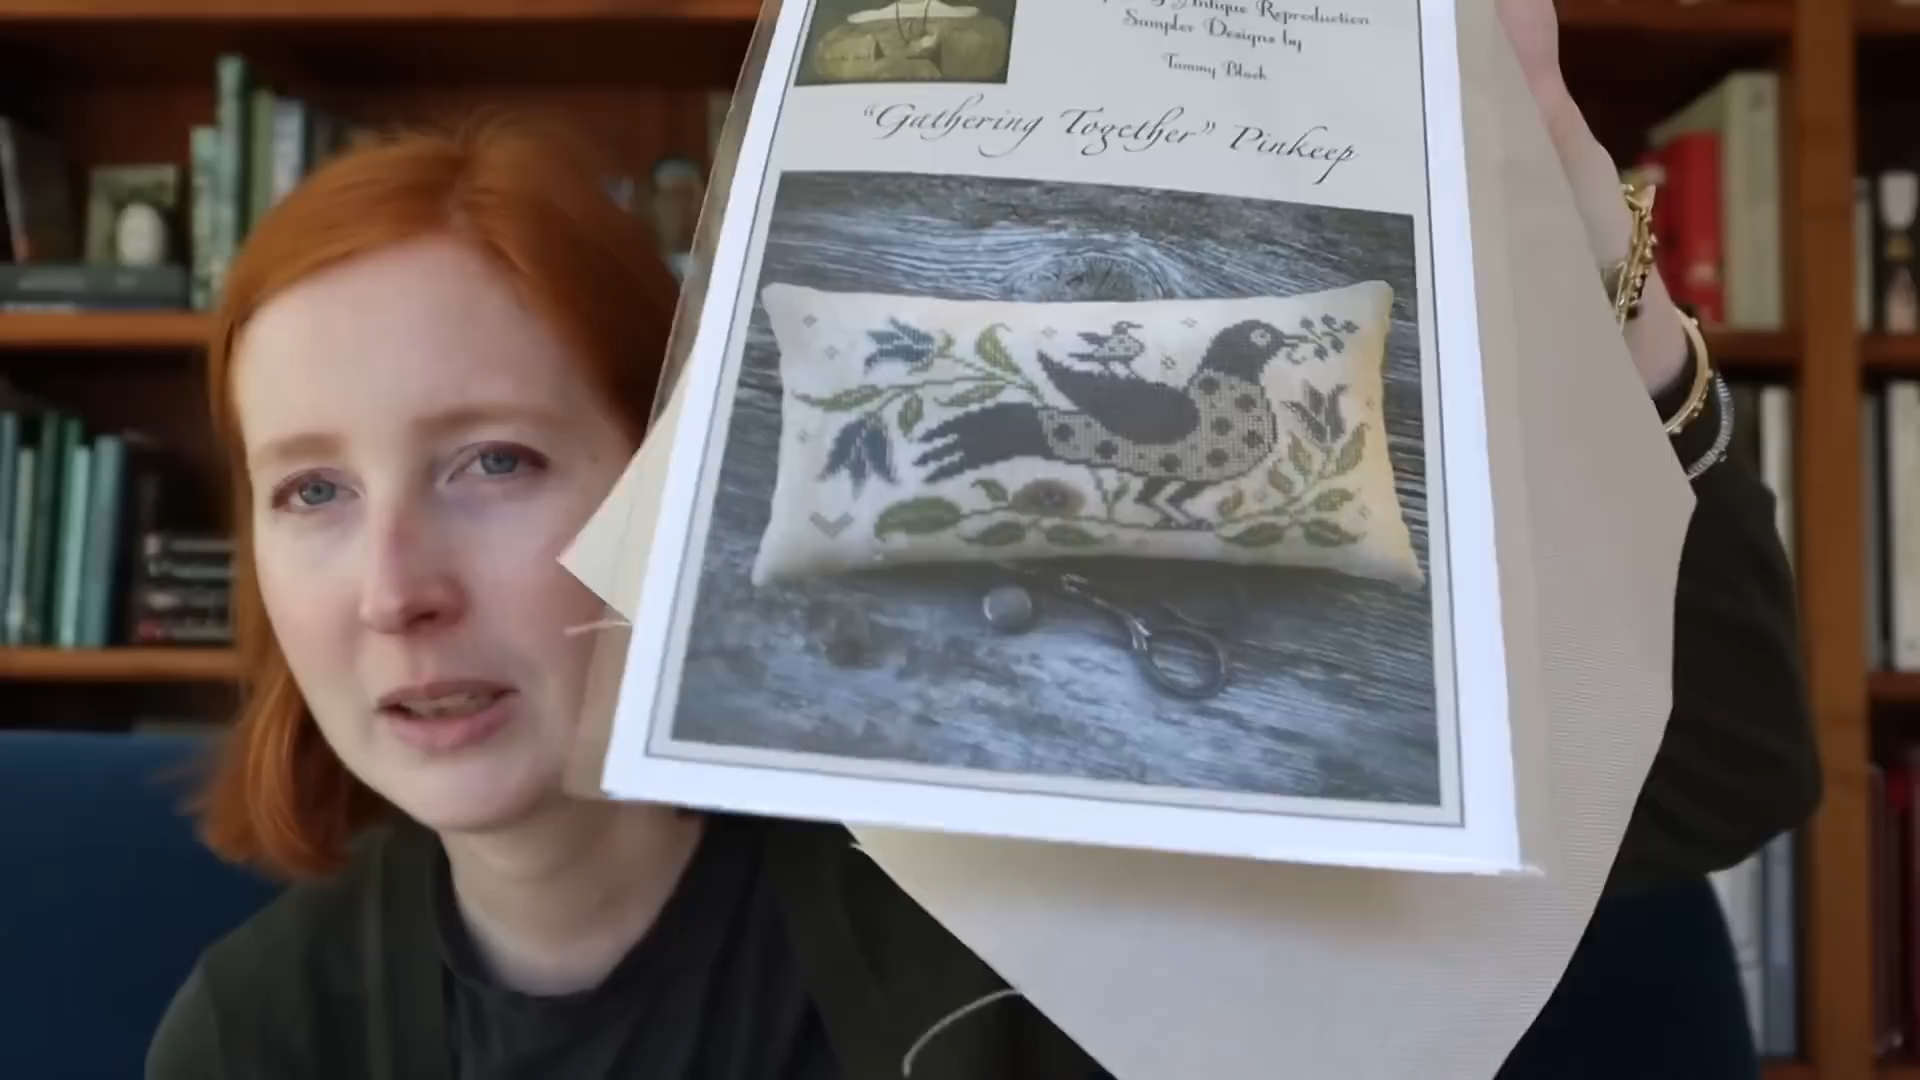 Antique Reproduction
Sampler Designs by
Tammy Black
"Gathering Together" Pinkeep